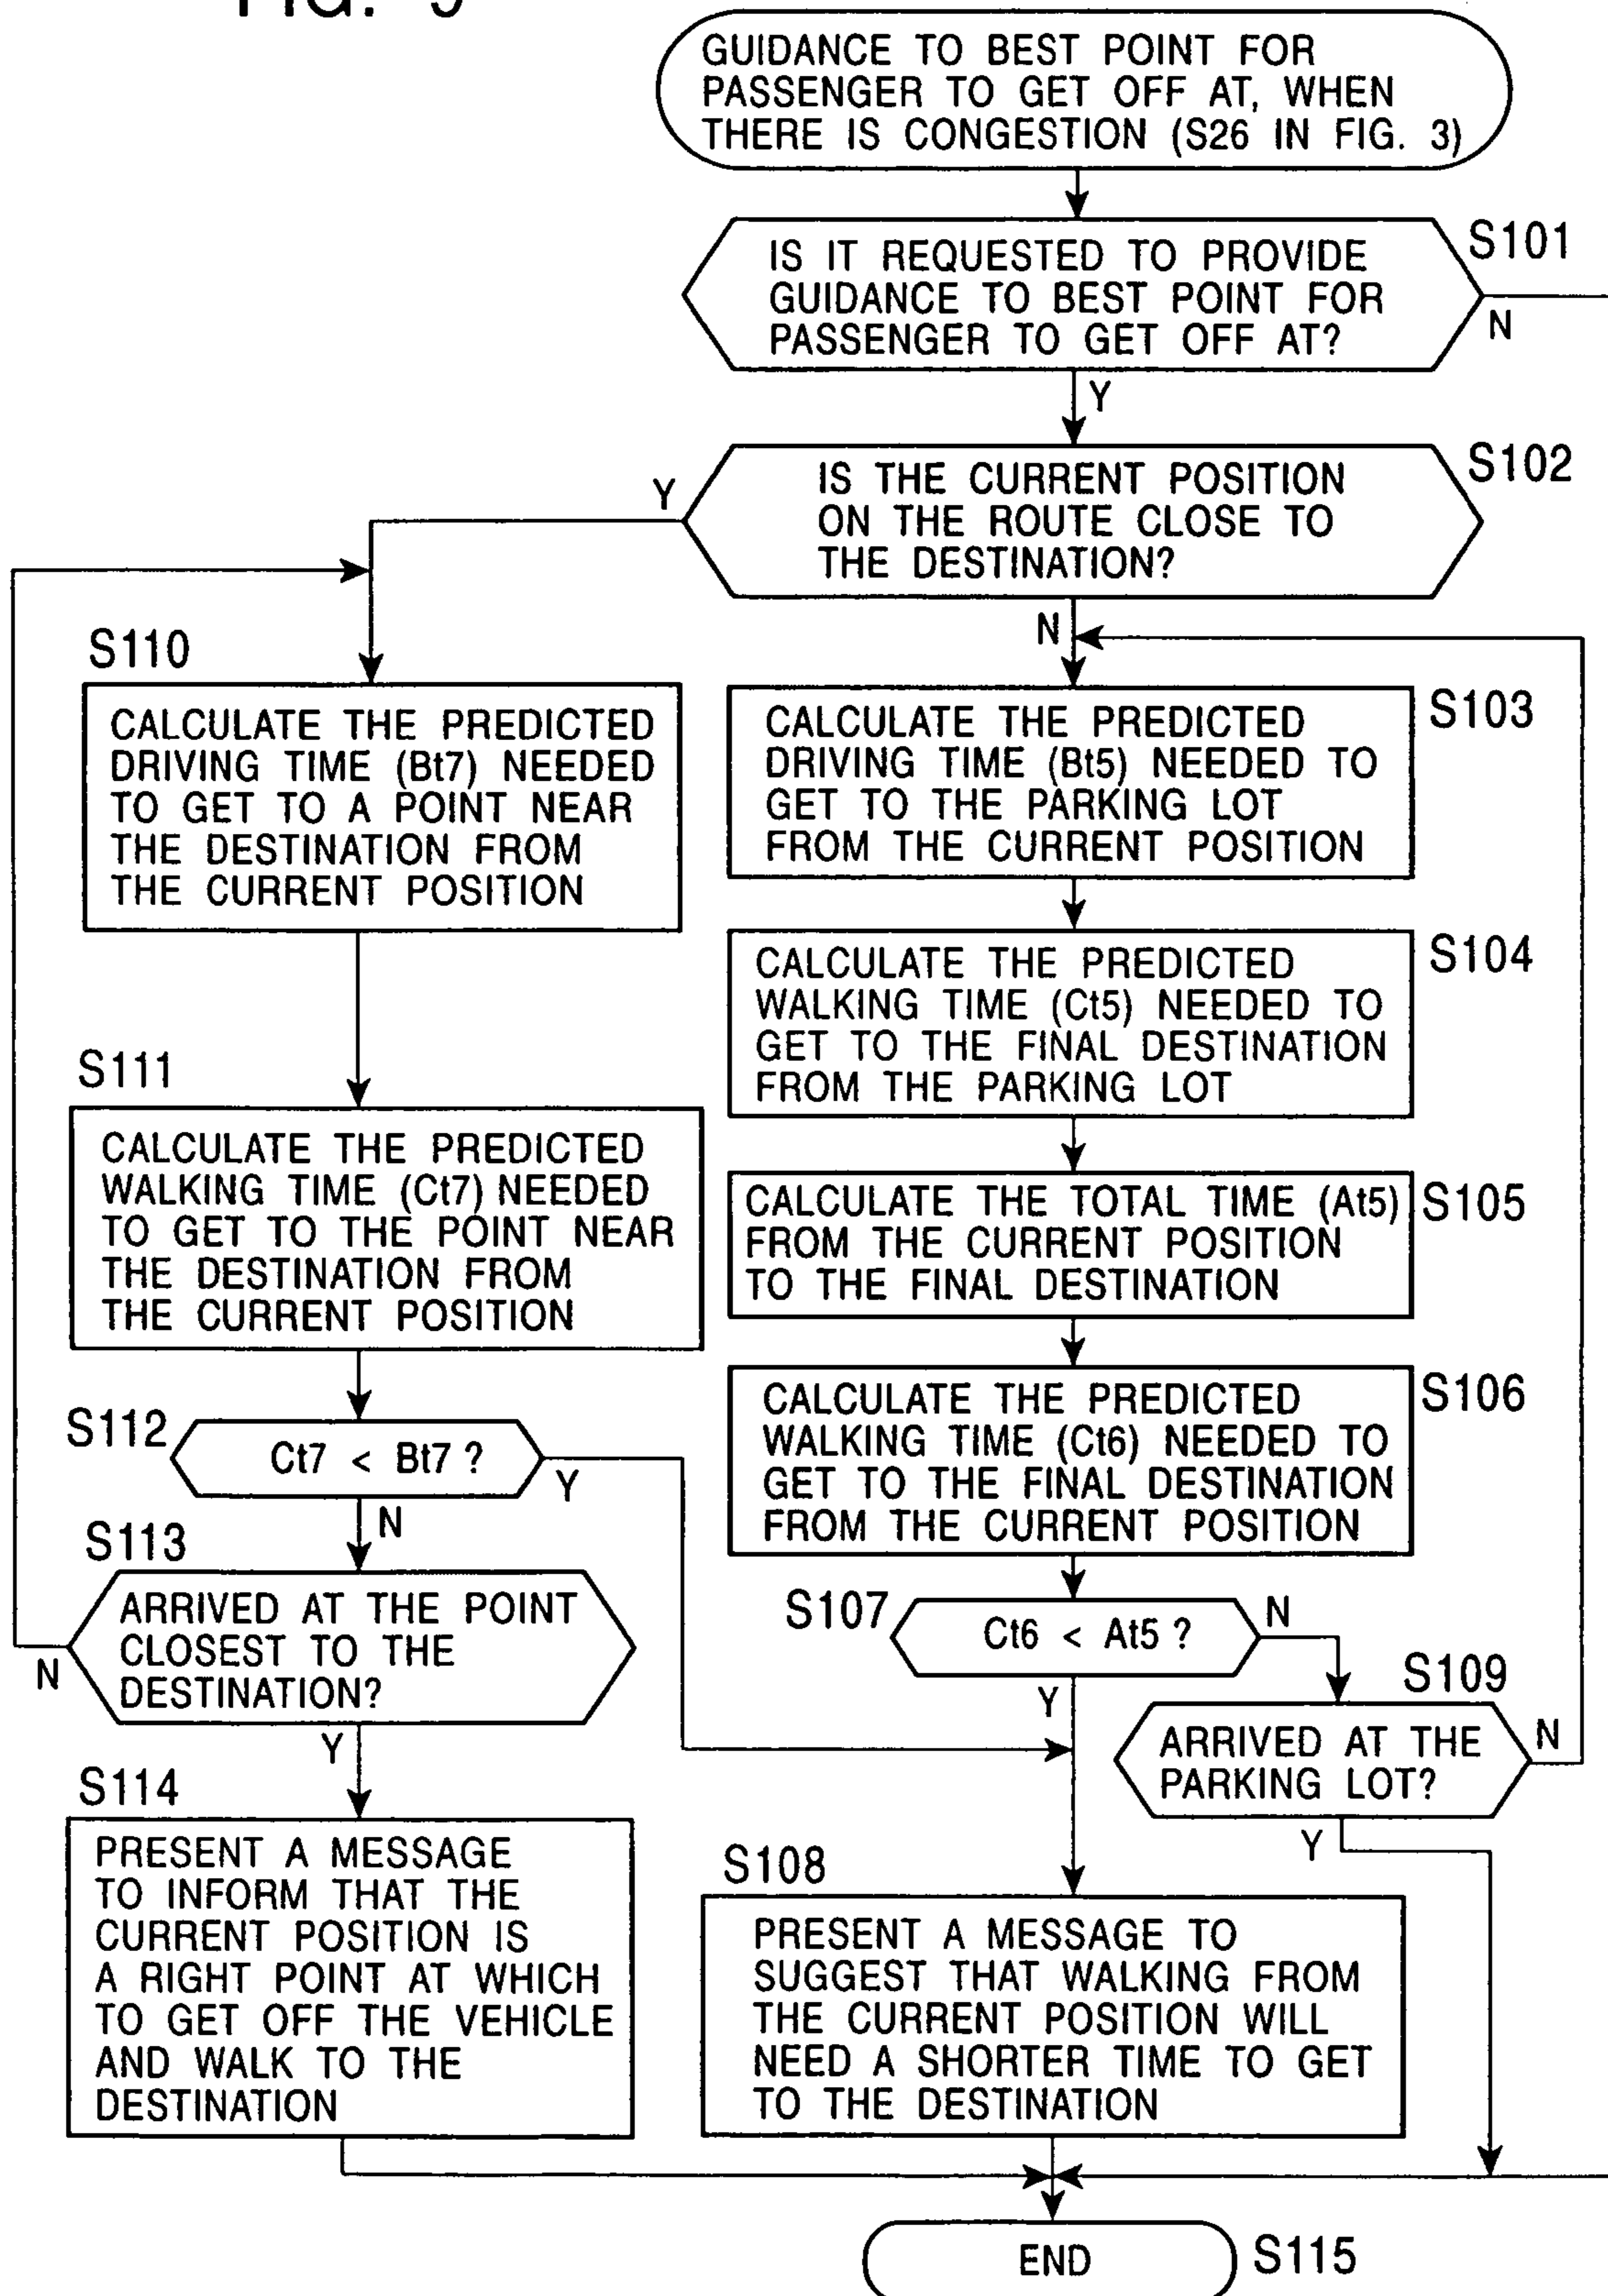 FIG. 9
GUIDANCE TO BEST POINT FOR
PASSENGER TO GET OFF AT, WHEN
THERE IS CONGESTION (S26 IN FIG. 3)
S101
IS IT REQUESTED TO PROVIDE
GUIDANCE TO BEST POINT FOR
PASSENGER TO GET OFF AT?
N
Y
S102
IS THE CURRENT POSITION
ON THE ROUTE CLOSE TO
THE DESTINATION?
Y
N
S110
CALCULATE THE PREDICTED
DRIVING TIME (Bt7) NEEDED
TO GET TO A POINT NEAR
THE DESTINATION FROM
THE CURRENT POSITION
S103
CALCULATE THE PREDICTED
DRIVING TIME (Bt5) NEEDED TO
GET TO THE PARKING LOT
FROM THE CURRENT POSITION
S104
CALCULATE THE PREDICTED
WALKING TIME (Ct5) NEEDED TO
GET TO THE FINAL DESTINATION
FROM THE PARKING LOT
S111
CALCULATE THE PREDICTED
WALKING TIME (Ct7) NEEDED
TO GET TO THE POINT NEAR
THE DESTINATION FROM
THE CURRENT POSITION
S105
CALCULATE THE TOTAL TIME (At5)
FROM THE CURRENT POSITION
TO THE FINAL DESTINATION
S106
CALCULATE THE PREDICTED
WALKING TIME (Ct6) NEEDED TO
GET TO THE FINAL DESTINATION
FROM THE CURRENT POSITION
S112
Ct7 < Bt7 ?
Y
N
S113
ARRIVED AT THE POINT
CLOSEST TO THE
DESTINATION?
N
Y
S107
Ct6 < At5 ?
N
Y
S109
ARRIVED AT THE
PARKING LOT?
N
Y
S114
PRESENT A MESSAGE
TO INFORM THAT THE
CURRENT POSITION IS
A RIGHT POINT AT WHICH
TO GET OFF THE VEHICLE
AND WALK TO THE
DESTINATION
S108
PRESENT A MESSAGE TO
SUGGEST THAT WALKING FROM
THE CURRENT POSITION WILL
NEED A SHORTER TIME TO GET
TO THE DESTINATION
END
S115